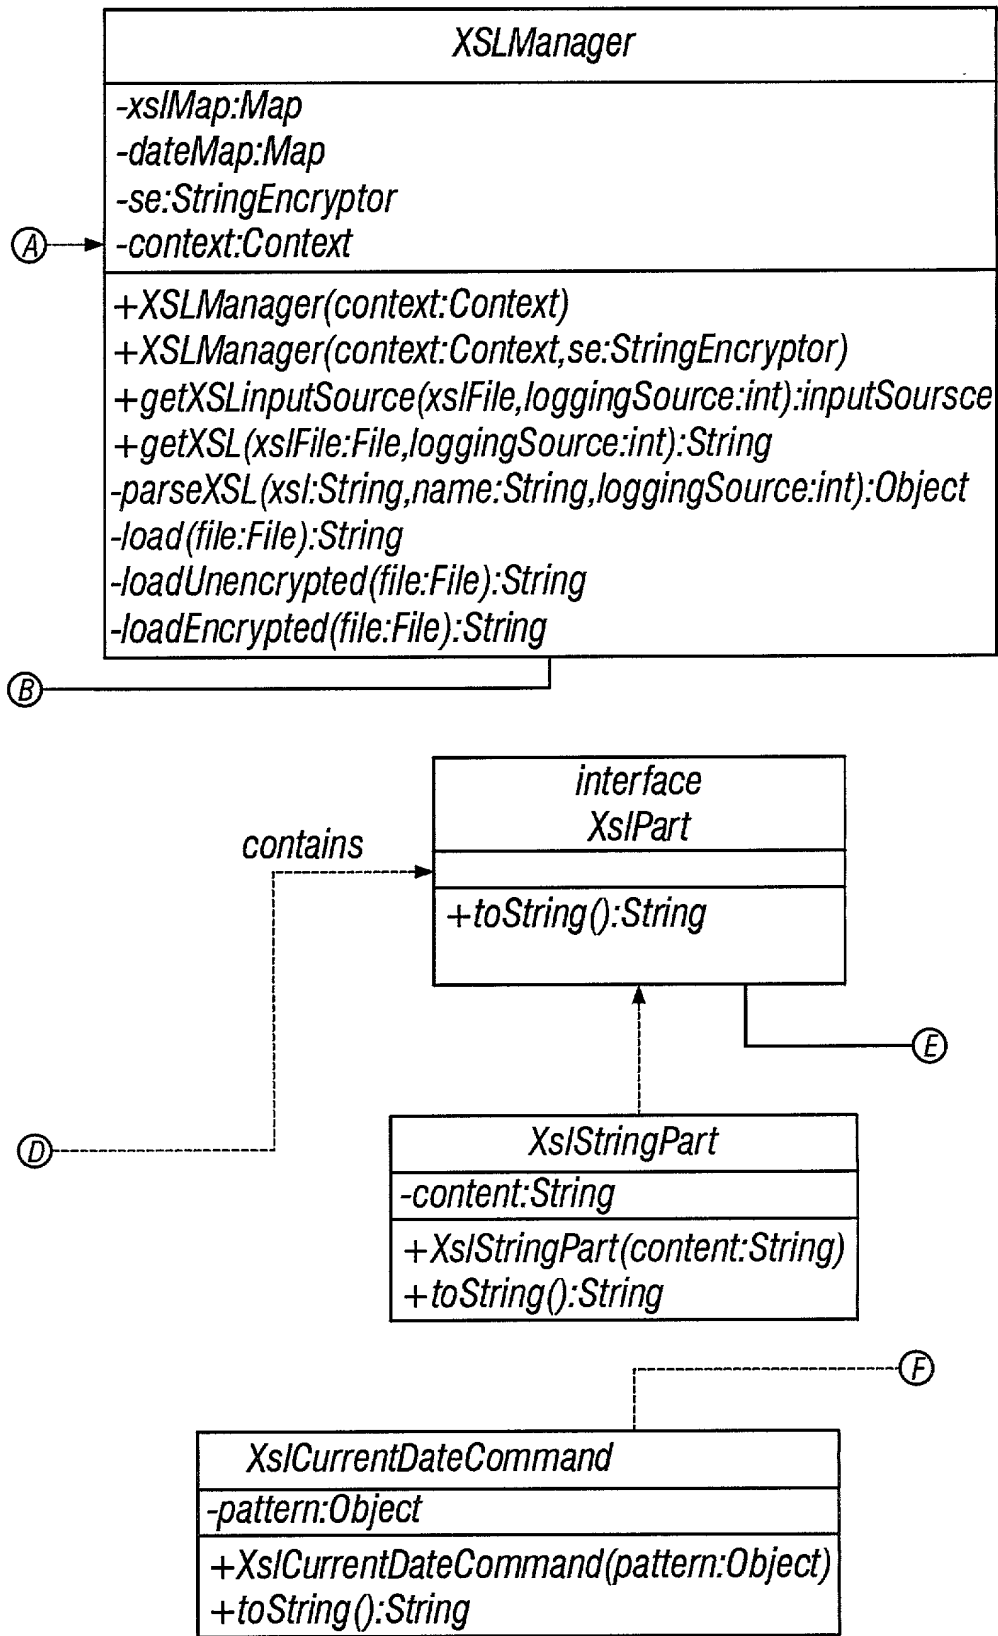 XSLManager
-xslMap:Map
-dateMap:Map
-se:StringEncryptor
A
-context:Context
+XSLManager(context:Context)
+XSLManager(context:Context,se:StringEncryptor)
+getXSLinputSource(xslFile,loggingSource:int):inputSoursce
+getXSL(xslFile:File,loggingSource:int):String
-parseXSL(xsl:String,name:String,loggingSource:int):Object
-load(file:File):String
-loadUnencrypted(file:File):String
-loadEncrypted(file:File):String
B
interface
XslPart
contains
+toString():String
E
D
XslStringPart
-content:String
+XslStringPart(content:String)
+toString():String
F
XslCurrentDateCommand
-pattern:Object
+XslCurrentDateCommand(pattern:Object)
+toString():String